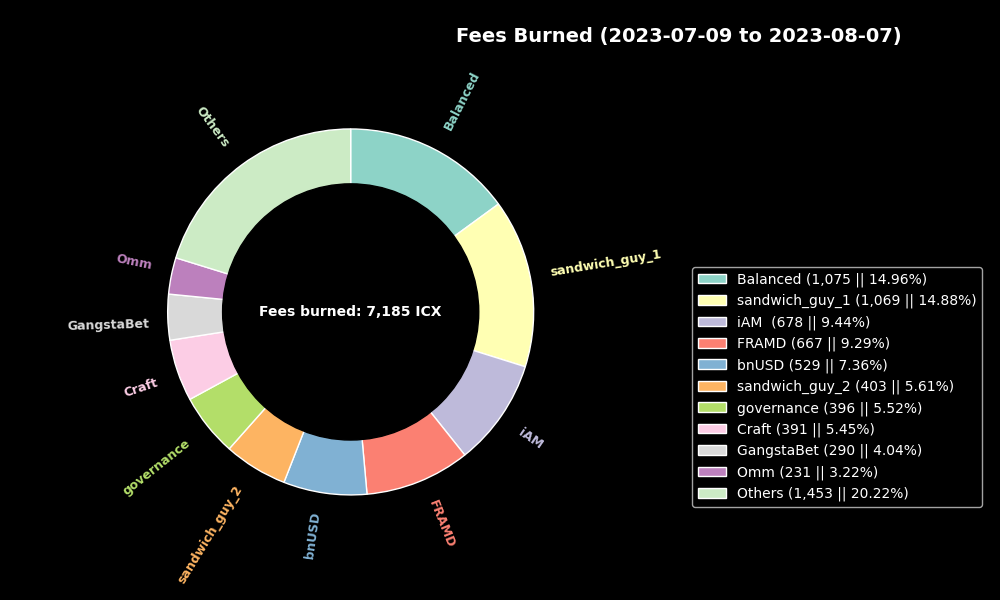 Fees Burned (2023-07-09 to 2023-08-07)
Balanced
Others
sandwich_guy_1
Omm
GangstaBet
Fees burned: 7,185 ICX
Craft
iAM
governance
sandwich_guy_2
bnUSD
FRAMD
Balanced (1,075 || 14.96%)
sandwich_guy_1 (1,069 || 14.88%)
iAM  (678 || 9.44%)
FRAMD (667 || 9.29%)
bnUSD (529 || 7.36%)
sandwich_guy_2 (403 || 5.61%)
governance (396 || 5.52%)
Craft (391 || 5.45%)
GangstaBet (290 || 4.04%)
Omm (231 || 3.22%)
Others (1,453 || 20.22%)